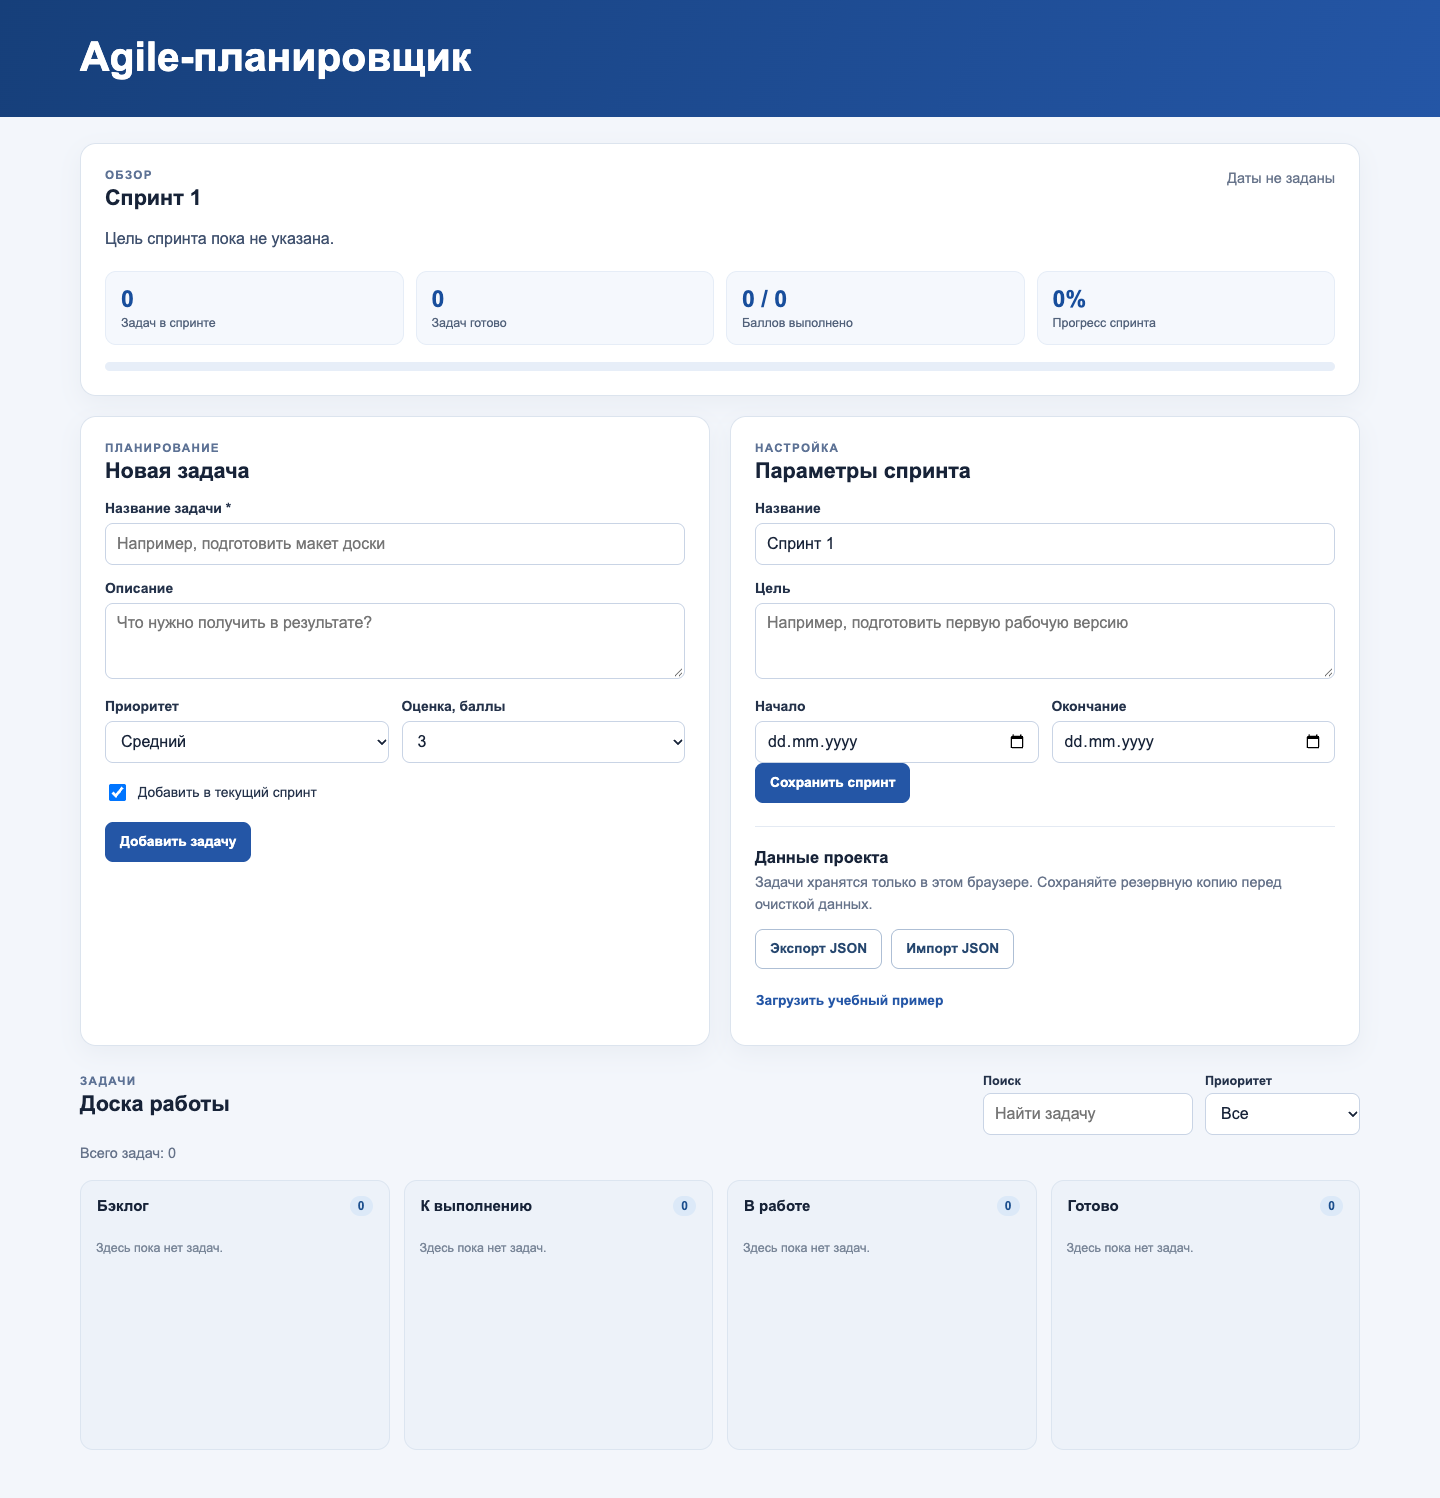 Agile-планировщик
ОБЗОР
Спринт 1
Даты не заданы
Цель спринта пока не указана.
0
Задач в спринте
0
Задач готово
0 / 0
Баллов выполнено
0%
Прогресс спринта
ПЛАНИРОВАНИЕ
Новая задача
Название задачи *
Например, подготовить макет доски
Описание
Что нужно получить в результате?
Приоритет
Оценка, баллы
Средний
3
Добавить в текущий спринт
Добавить задачу
НАСТРОЙКА
Параметры спринта
Название
Спринт 1
Цель
Например, подготовить первую рабочую версию
Начало
Окончание
dd.mm.yyyy
dd.mm.yyyy
Сохранить спринт
Данные проекта
Задачи хранятся только в этом браузере. Сохраняйте резервную копию перед
очисткой данных.
Экспорт JSON
Импорт JSON
Загрузить учебный пример
ЗАДАЧИ
Доска работы
Поиск
Приоритет
Найти задачу
Все
Всего задач: 0
Бэклог
0
Здесь пока нет задач.
К выполнению
0
Здесь пока нет задач.
В работе
0
Здесь пока нет задач.
Готово
0
Здесь пока нет задач.